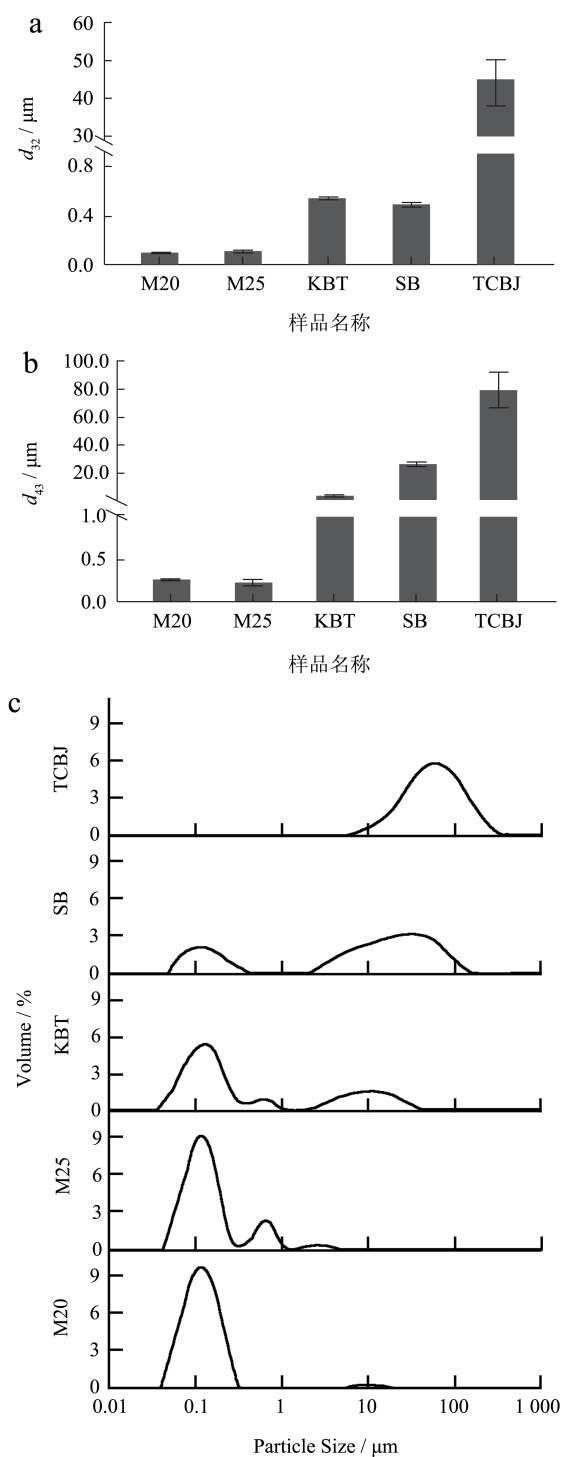 a
60
50
40
30
0.8
0.4
0.0
d32 / μm
M20 M25 KBT SB TCBJ
样品名称
b
100.0
80.0
60.0
40.0
20.0
1.0
0.5
0.0
d43 / μm
M20 M25 KBT SB TCBJ
样品名称
c
Volume / %
TCBJ
9
6
3
0
SB
9
6
3
0
KBT
9
6
3
0
M25
9
6
3
0
M20
9
6
3
0
0.01 0.1 1 10 100 1 000
Particle Size / μm